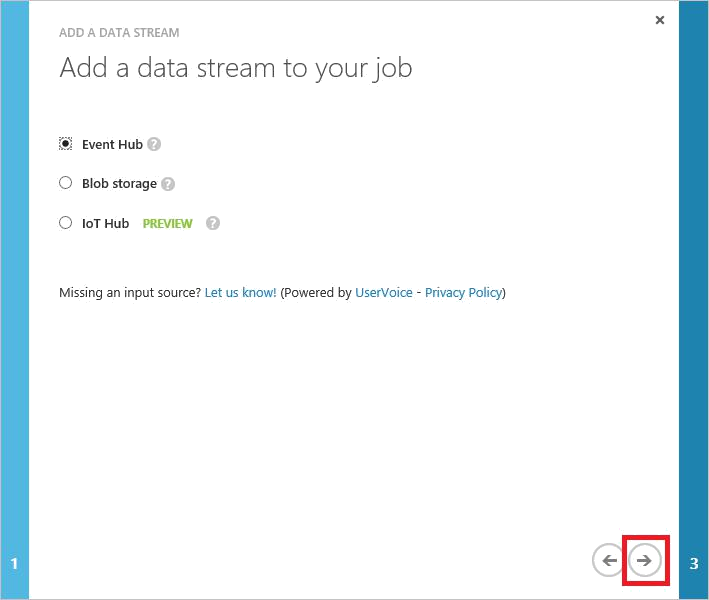 ×
ADD A DATA STREAM
Add a data stream to your job
Event Hub ?
Blob storage ?
IoT Hub PREVIEW ?
Missing an input source? Let us know! (Powered by UserVoice - Privacy Policy)
1
3